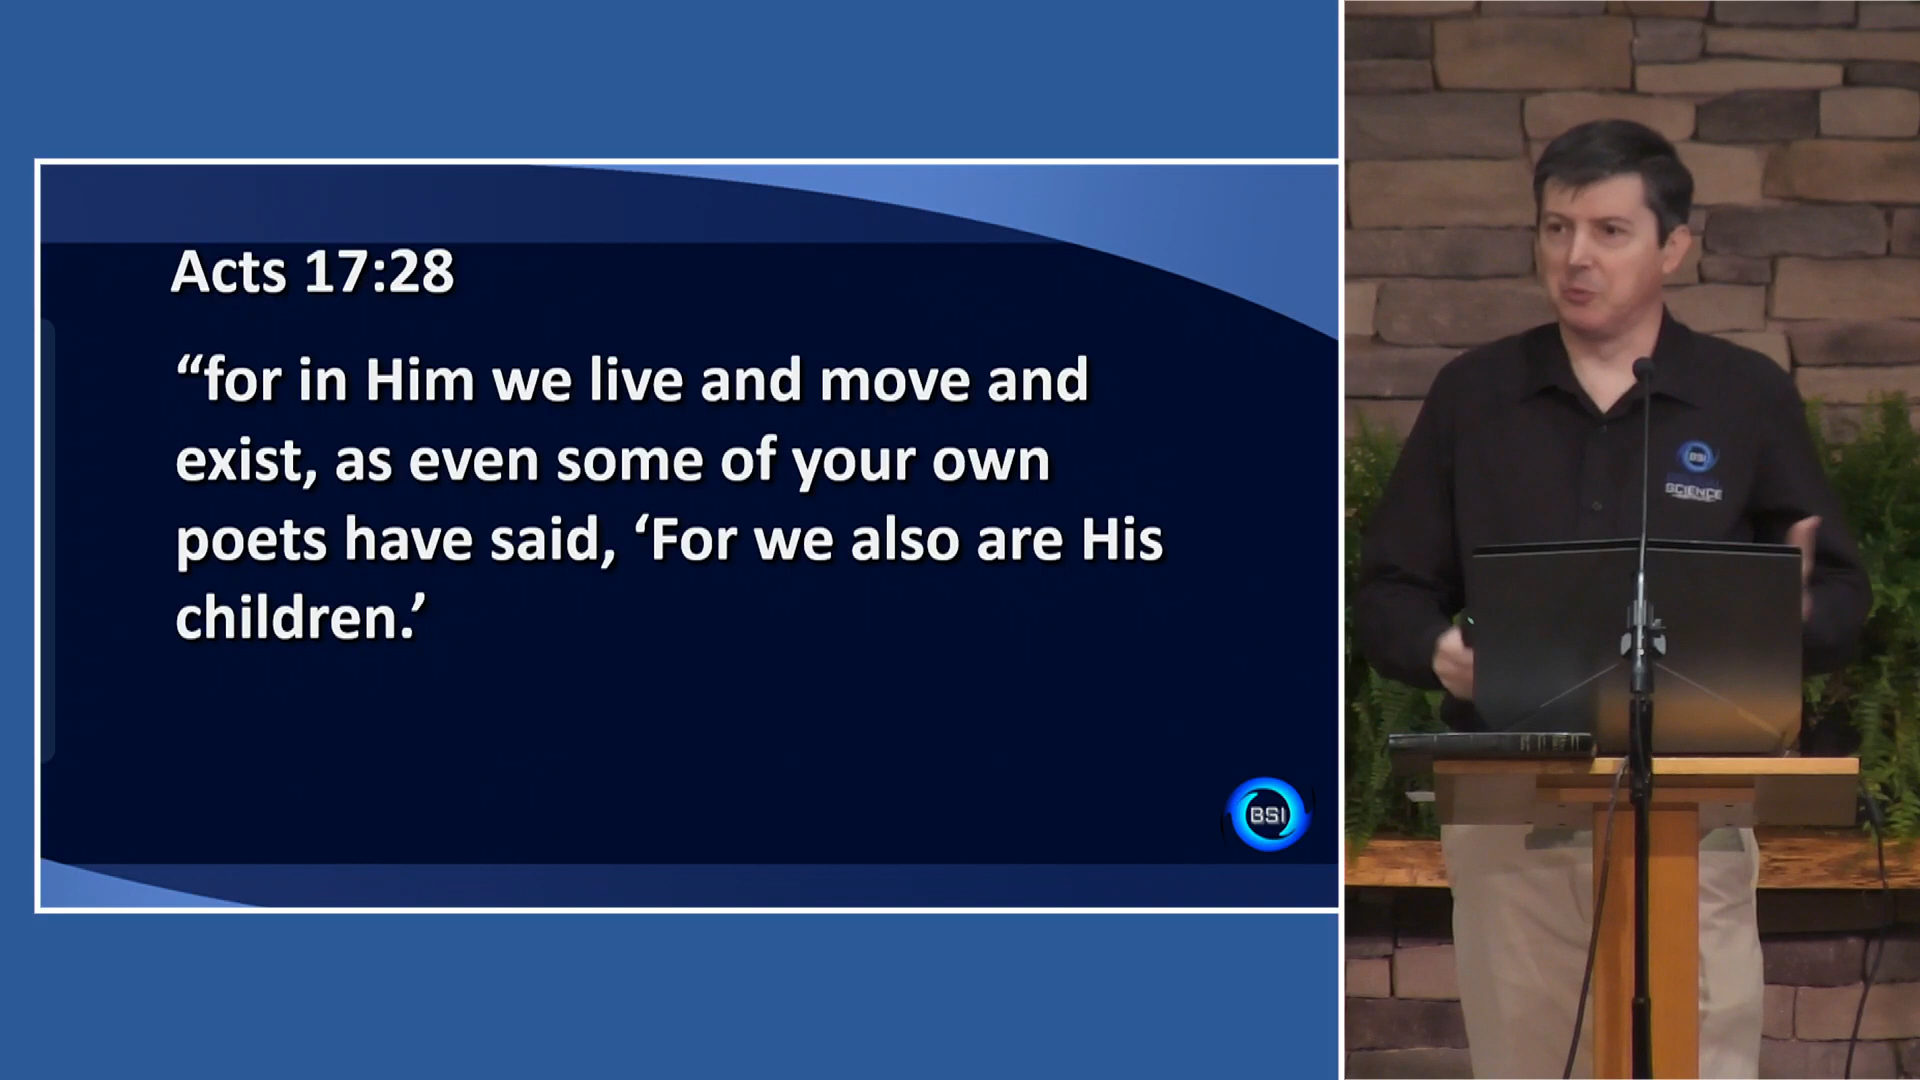 Acts 17:28
“for in Him we live and move and
exist, as even some of your own
poets have said, ‘For we also are His
children.’
BSI
BSI
SCIENCE